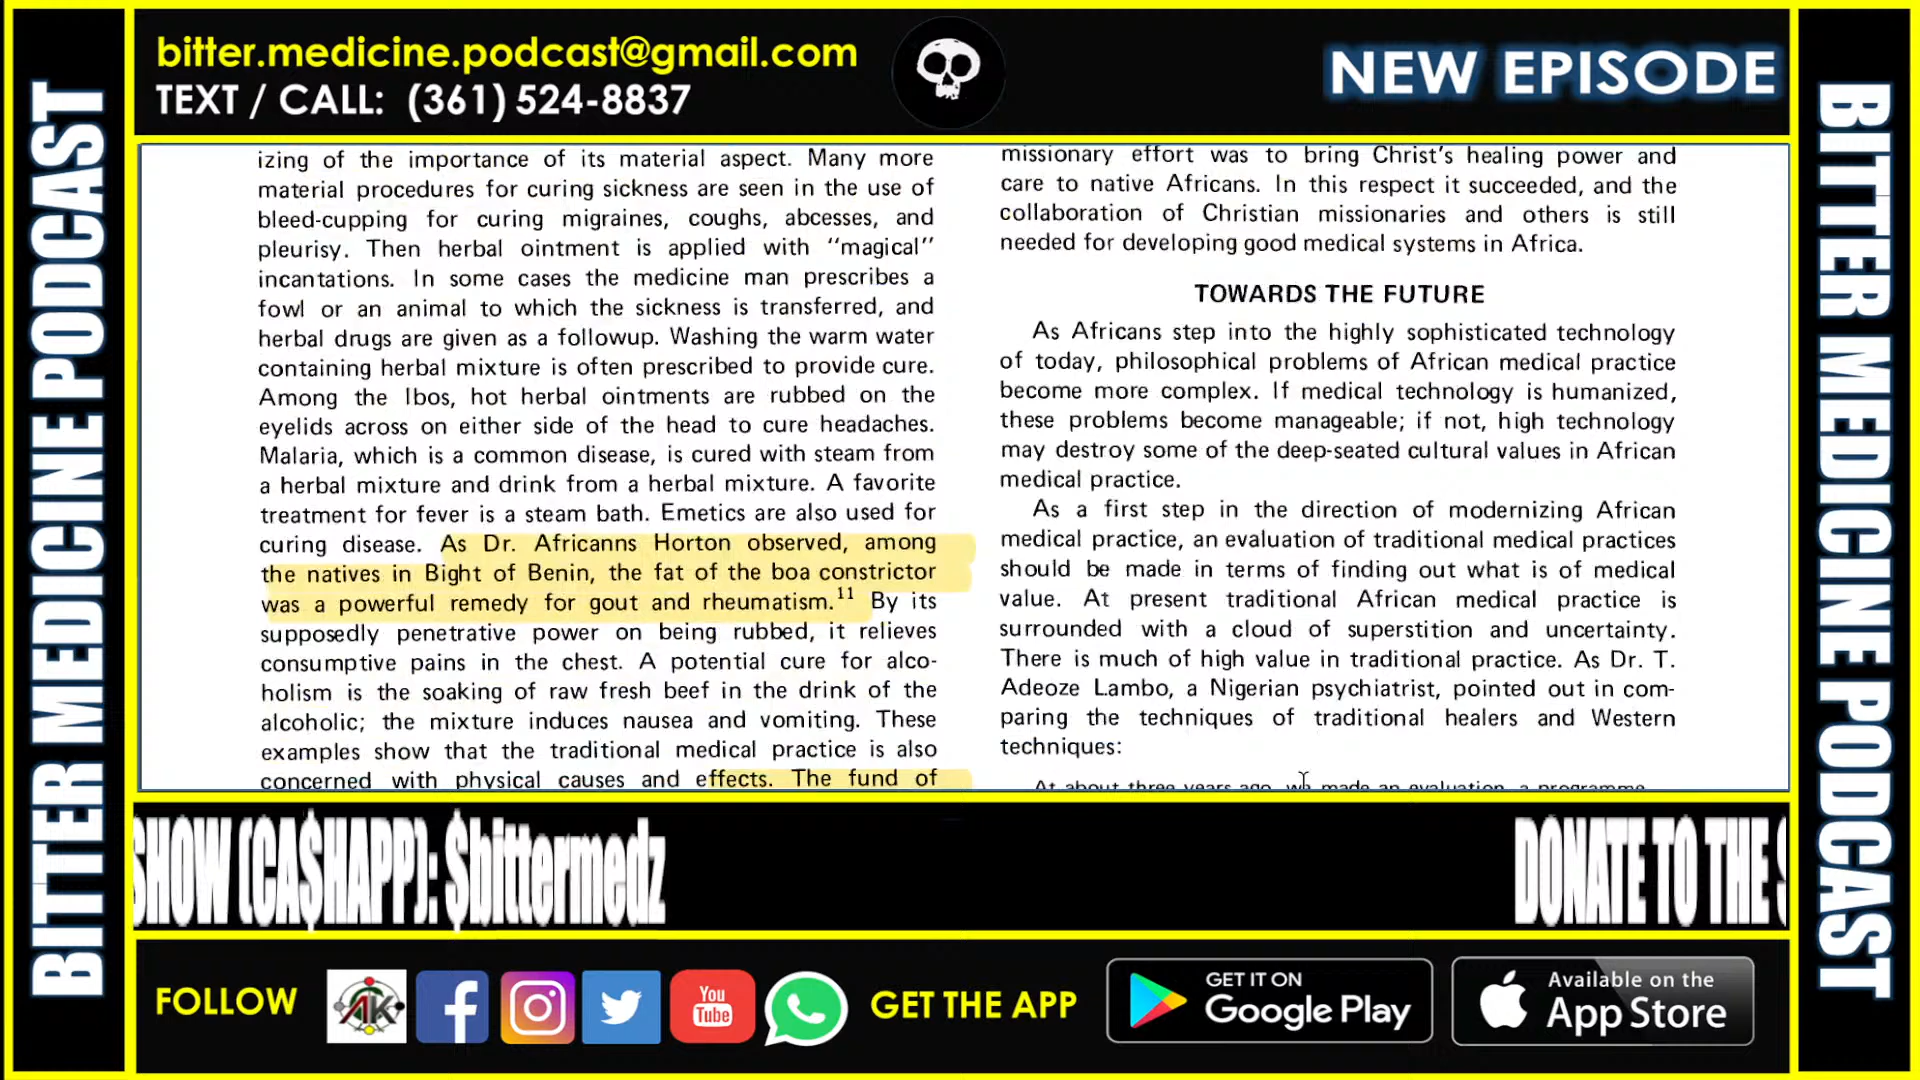 bitter.medicine.podcast@gmail.com
TEXT / CALL: (361) 524-8837
NEW EPISODE
BITTER MEDICINE PODCAST
izing of the importance of its material aspect. Many more
material procedures for curing sickness are seen in the use of
bleed-cupping for curing migraines, coughs, abcesses, and
pleurisy. Then herbal ointment is applied with "magical"
incantations. In some cases the medicine man prescribes a
fowl or an animal to which the sickness is transferred, and
herbal drugs are given as a followup. Washing the warm water
containing herbal mixture is often prescribed to provide cure.
Among the Ibos, hot herbal ointments are rubbed on the
eyelids across on either side of the head to cure headaches.
Malaria, which is a common disease, is cured with steam from
a herbal mixture and drink from a herbal mixture. A favorite
treatment for fever is a steam bath. Emetics are also used for
curing disease. As Dr. Africanns Horton observed, among
the natives in Bight of Benin, the fat of the boa constrictor
was a powerful remedy for gout and rheumatism.11 By its
supposedly penetrative power on being rubbed, it relieves
consumptive pains in the chest. A potential cure for alco-
holism is the soaking of raw fresh beef in the drink of the
alcoholic; the mixture induces nausea and vomiting. These
examples show that the traditional medical practice is also
concerned with physical causes and effects. The fund of
missionary effort was to bring Christ's healing power and
care to native Africans. In this respect it succeeded, and the
collaboration of Christian missionaries and others is still
needed for developing good medical systems in Africa.
TOWARDS THE FUTURE
As Africans step into the highly sophisticated technology
of today, philosophical problems of African medical practice
become more complex. If medical technology is humanized,
these problems become manageable; if not, high technology
may destroy some of the deep-seated cultural values in African
medical practice.
As a first step in the direction of modernizing African
medical practice, an evaluation of traditional medical practices
should be made in terms of finding out what is of medical
value. At present traditional African medical practice is
surrounded with a cloud of superstition and uncertainty.
There is much of high value in traditional practice. As Dr. T.
Adeoze Lambo, a Nigerian psychiatrist, pointed out in com-
paring the techniques of traditional healers and Western
techniques:
At about three years ago, we made an evaluation, a programme
BITTER MEDICINE PODCAST
SHOW (CA$HAPP): $bittermedz
DONATE TO THE
FOLLOW
AK
You
Tube
GET THE APP
GET IT ON
Google Play
Available on the
App Store